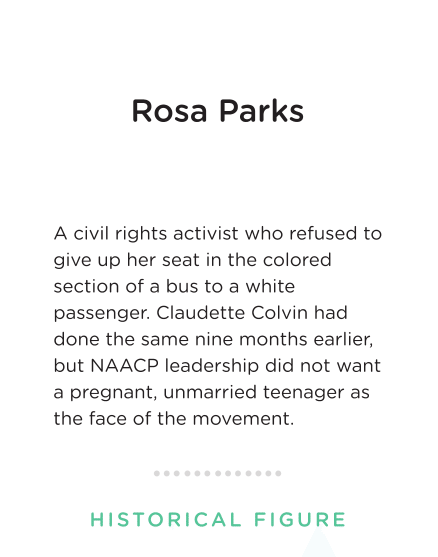 Rosa Parks
A civil rights activist who refused to
give up her seat in the colored
section of a bus to a white
passenger. Claudette Colvin had
done the same nine months earlier,
but NAACP leadership did not want
a pregnant, unmarried teenager as
the face of the movement.
HISTORICAL FIGURE